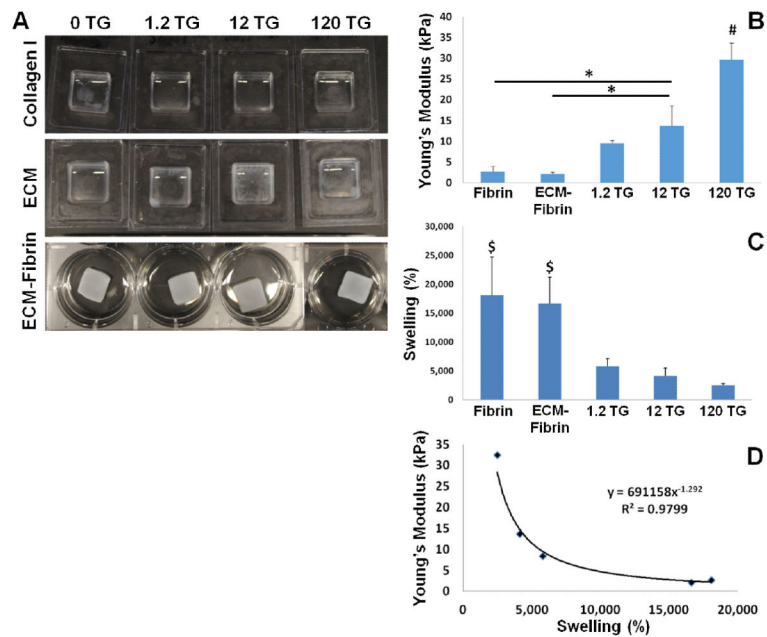 A
0 TG 1.2 TG 12 TG 120 TG
Collagen I
ECM
ECM-Fibrin
B
Young's Modulus (kPa)
40
35
30
25
20
15
10
5
0
*
*
#
Fibrin ECM-Fibrin 1.2 TG 12 TG 120 TG
C
Swelling (%)
30,000
25,000
20,000
15,000
10,000
5,000
0
$
$
Fibrin ECM-Fibrin 1.2 TG 12 TG 120 TG
D
Young's Modulus (kPa)
35
30
25
20
15
10
5
0
y = 691158x^-1.292
R² = 0.9799
0 5,000 10,000 15,000 20,000
Swelling (%)